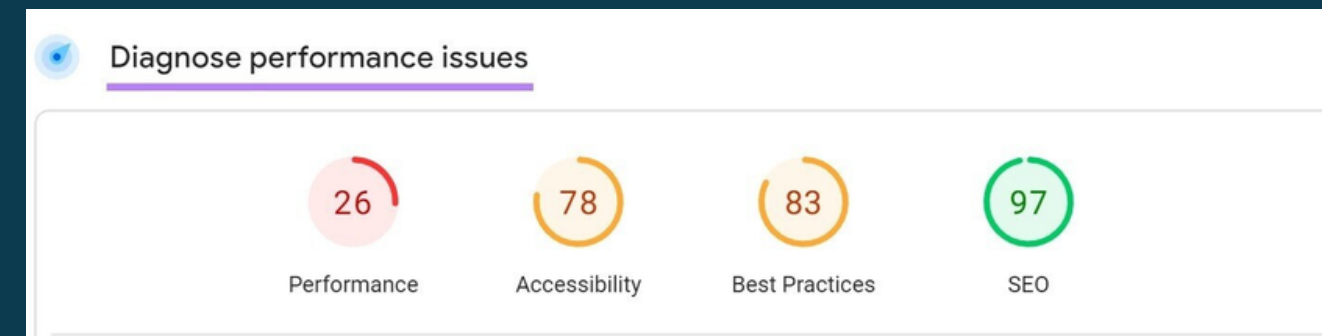 Diagnose performance issues
26 78 83 97
Performance Accessibility Best Practices SEO